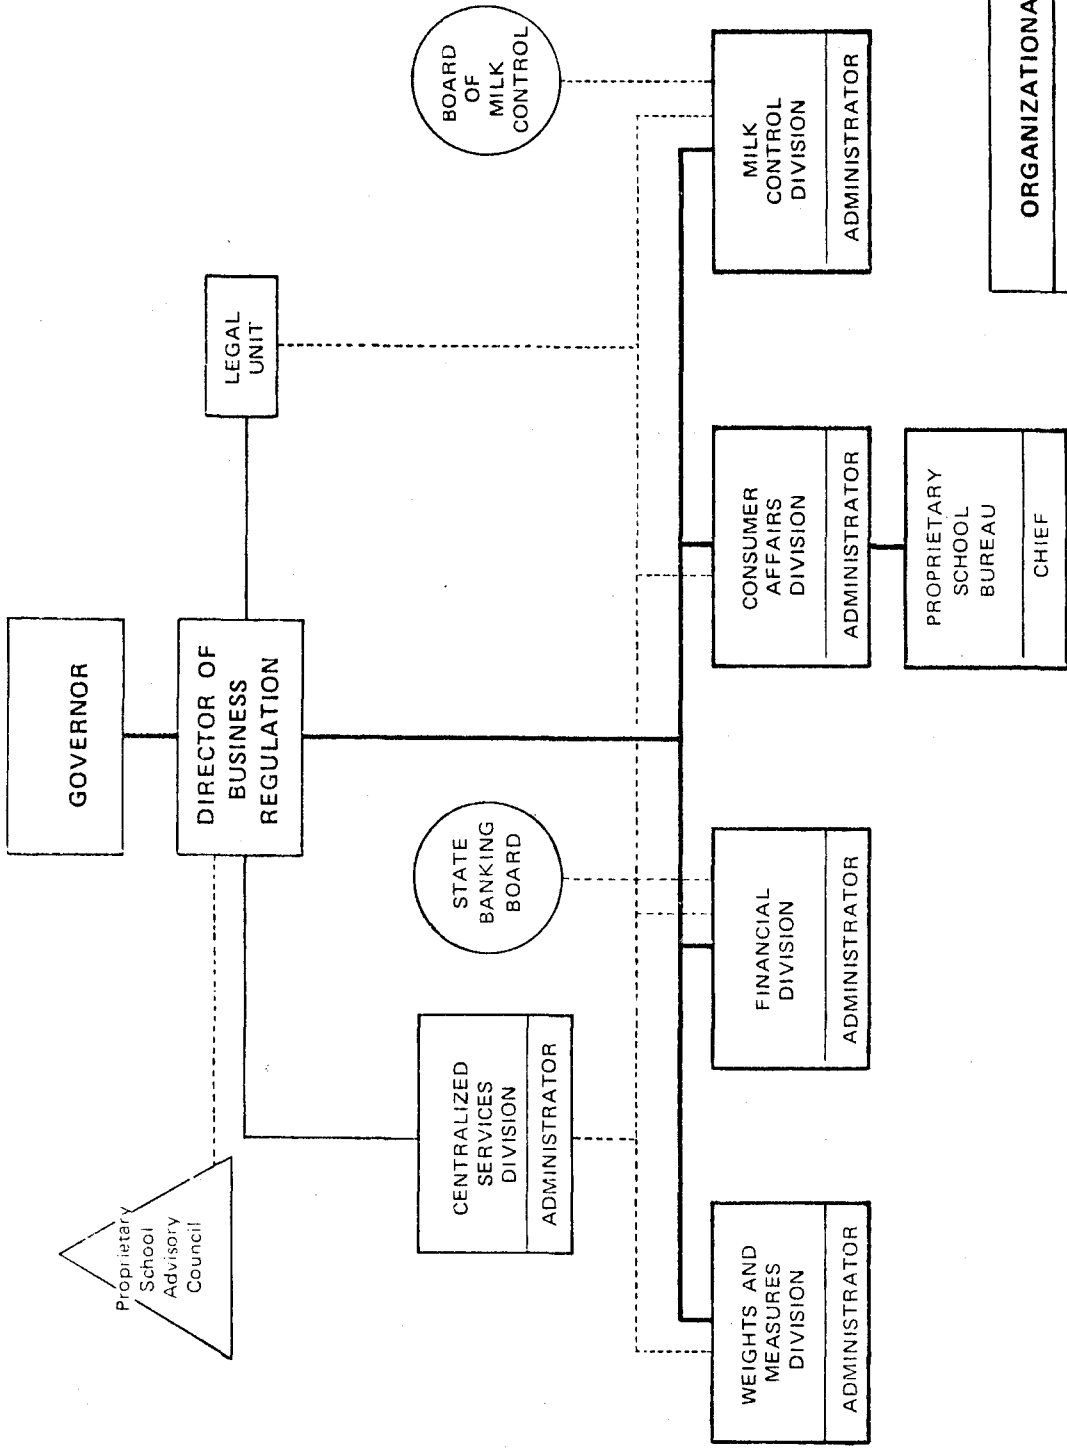 GOVERNOR
DIRECTOR OF
BUSINESS
REGULATION
Proprietary
School
Advisory
Council
LEGAL
UNIT
CENTRALIZED
SERVICES
DIVISION
ADMINISTRATOR
STATE
BANKING
BOARD
BOARD
OF
MILK
CONTROL
WEIGHTS AND
MEASURES
DIVISION
ADMINISTRATOR
FINANCIAL
DIVISION
ADMINISTRATOR
CONSUMER
AFFAIRS
DIVISION
ADMINISTRATOR
MILK
CONTROL
DIVISION
ADMINISTRATOR
PROPRIETARY
SCHOOL
BUREAU
CHIEF
ORGANIZATIONA